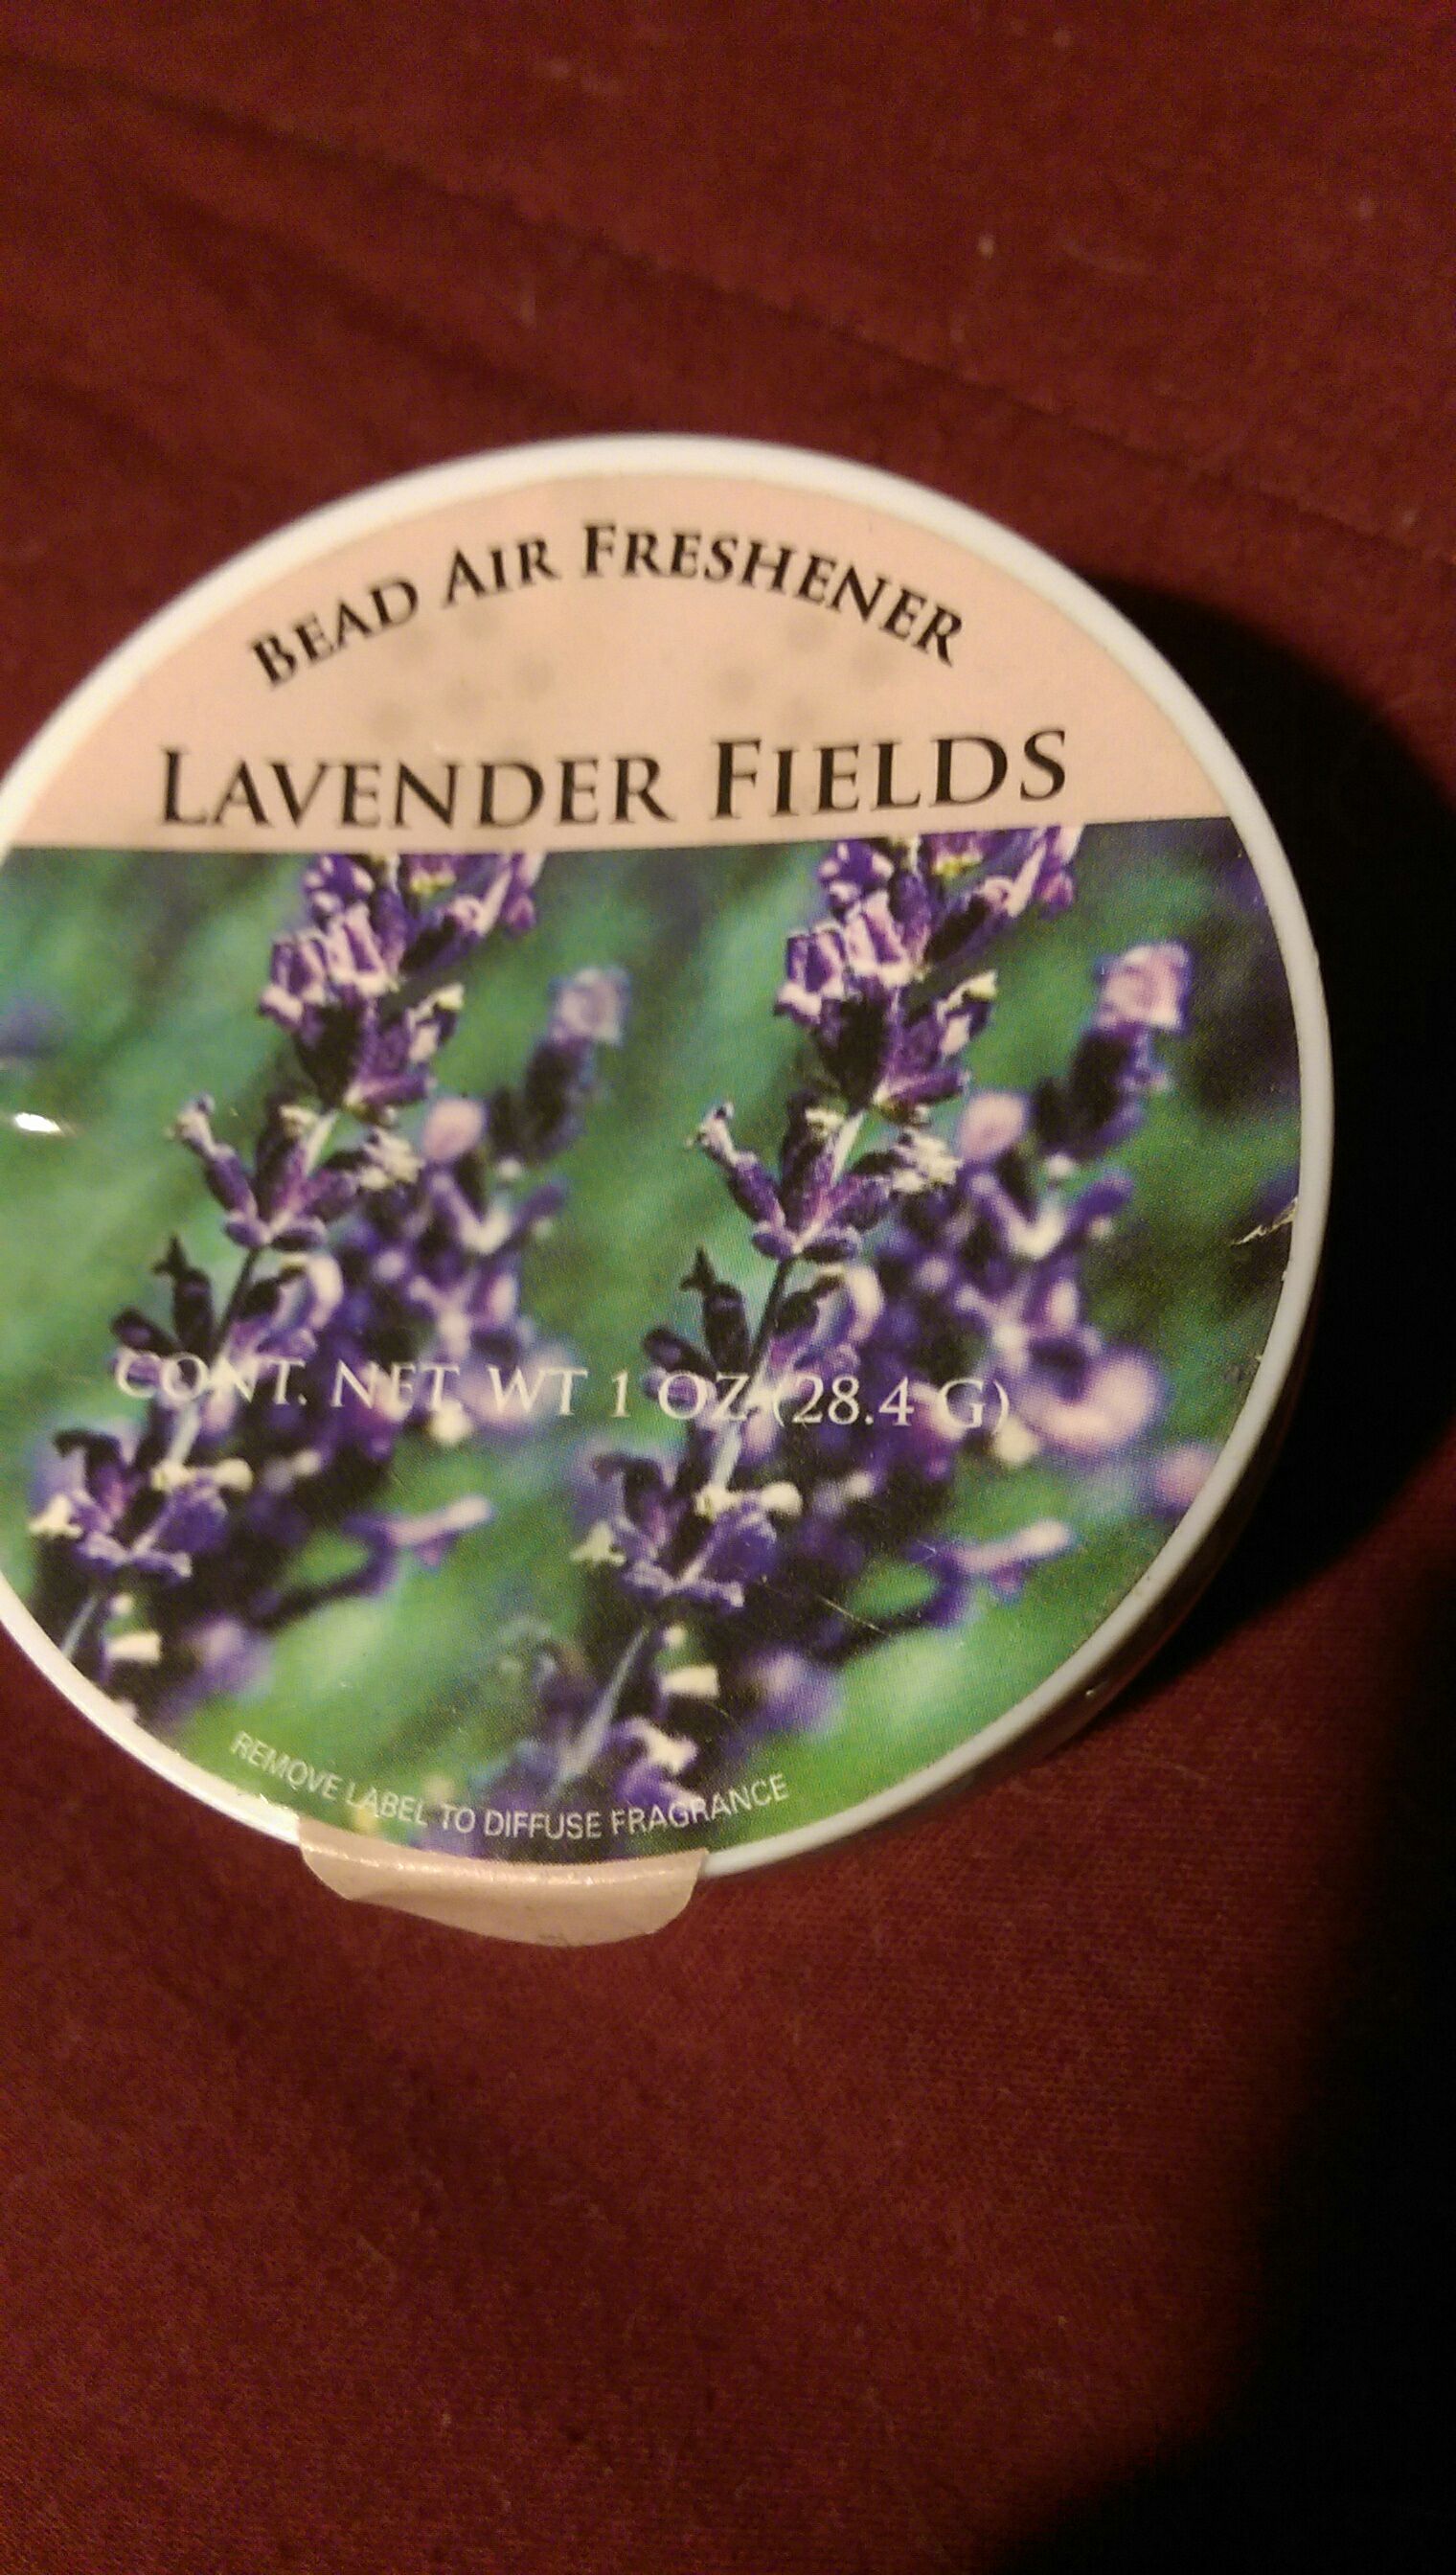 BEAD AIR FRESHENER
LAVENDER FIELDS
CONT. NET. WT 1 OZ (28.4 G)
REMOVE LABEL TO DIFFUSE FRAGRANCE